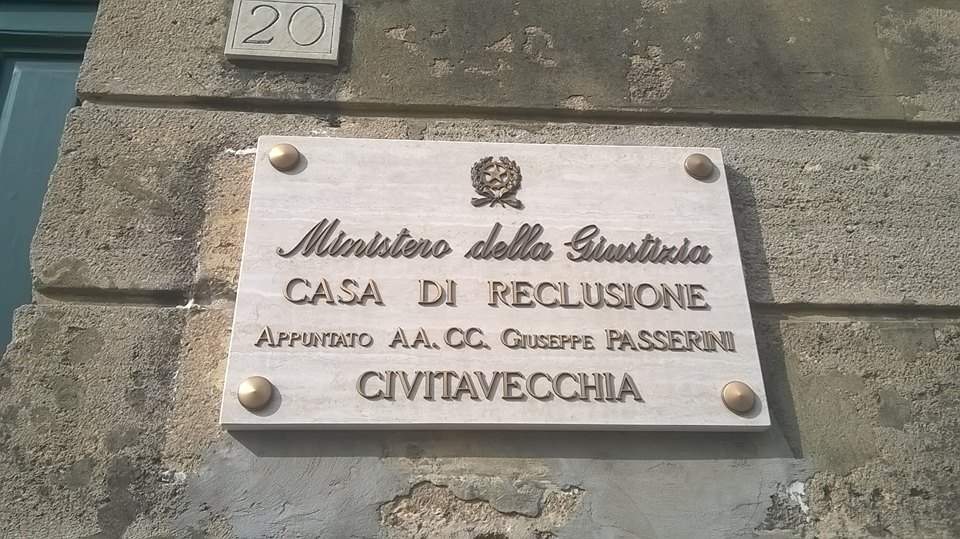 20
Ministero della Giustizia
CASA DI RECLUSIONE
APPUNTATO AA.CC. GIUSEPPE PASSERINI
CIVITAVECCHIA